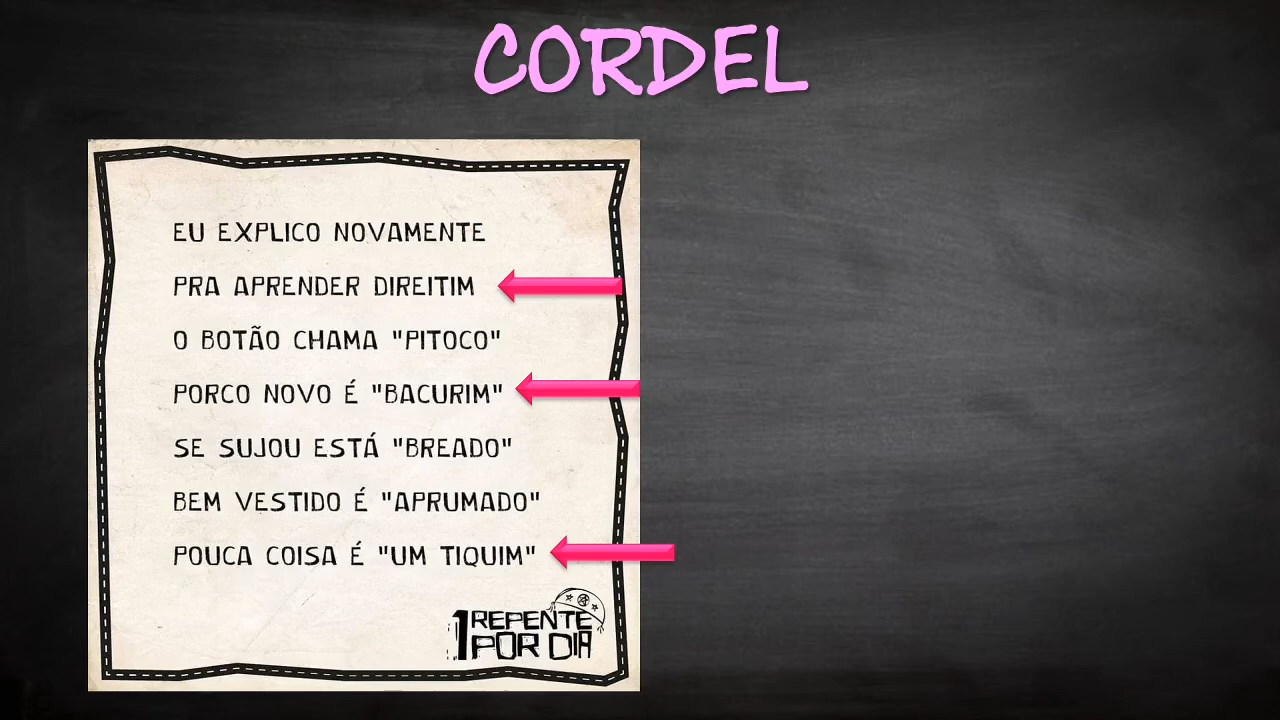 CORDEL
EU EXPLICO NOVAMENTE
PRA APRENDER DIREITIM
O BOTÃO CHAMA "PITOCO"
PORCO NOVO É "BACURIM"
SE SUJOU ESTÁ "BREADO"
BEM VESTIDO É "APRUMADO"
POUCA COISA É "UM TIQUIM"
1 REPENTE
POR DIA